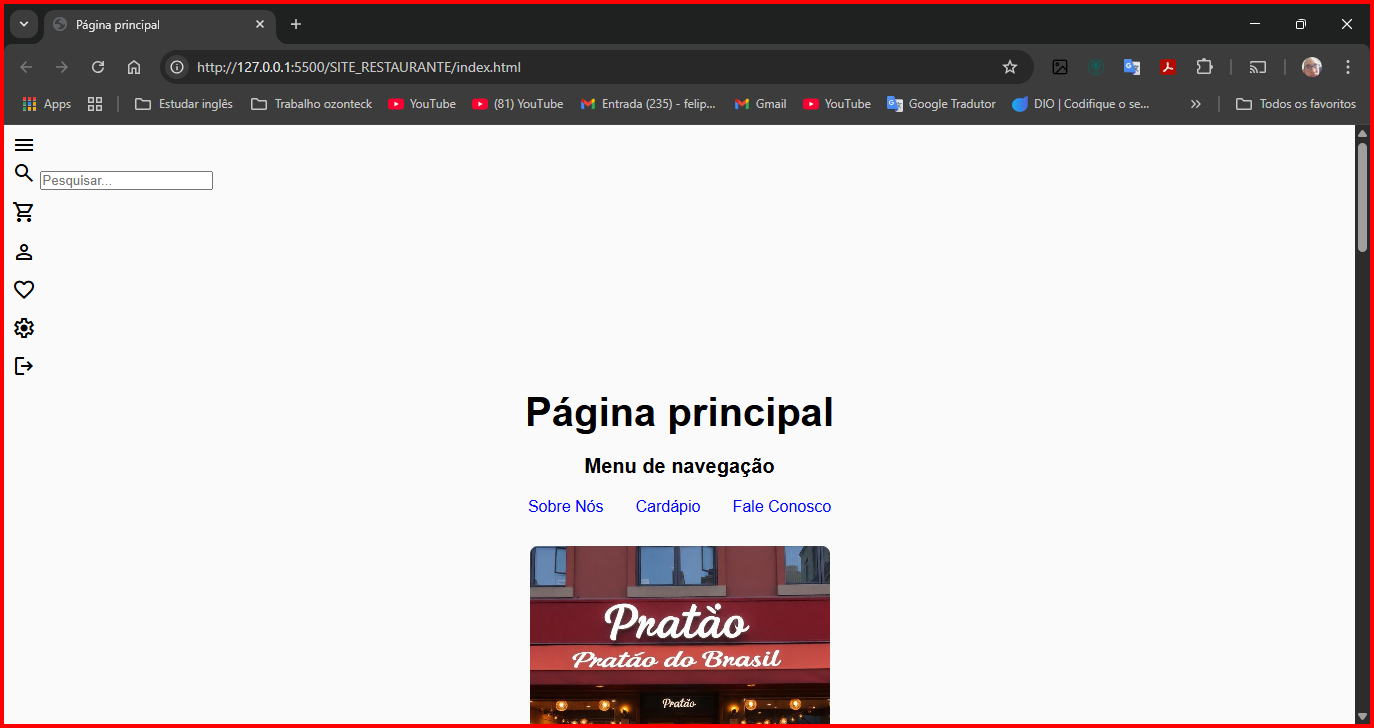 Página principal
http://127.0.0.1:5500/SITE_RESTAURANTE/index.html
Apps Estudar inglês Trabalho ozonteck YouTube (81) YouTube Entrada (235) - felip... Gmail YouTube Google Tradutor DIO | Codifique o se... Todos os favoritos
Pesquisar...
Página principal
Menu de navegação
Sobre Nós Cardápio Fale Conosco
Pratão
Pratáo do Brasil
Pratão